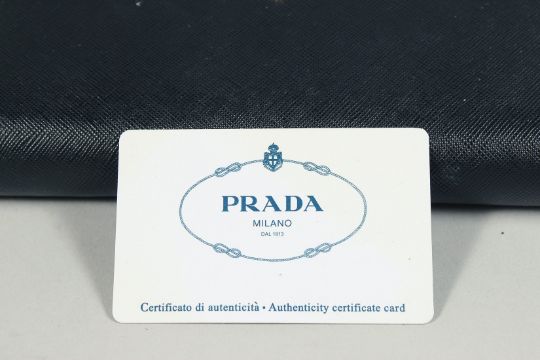 PRADA
MILANO
DAL 1913
Certificato di autenticità • Authenticity certificate card